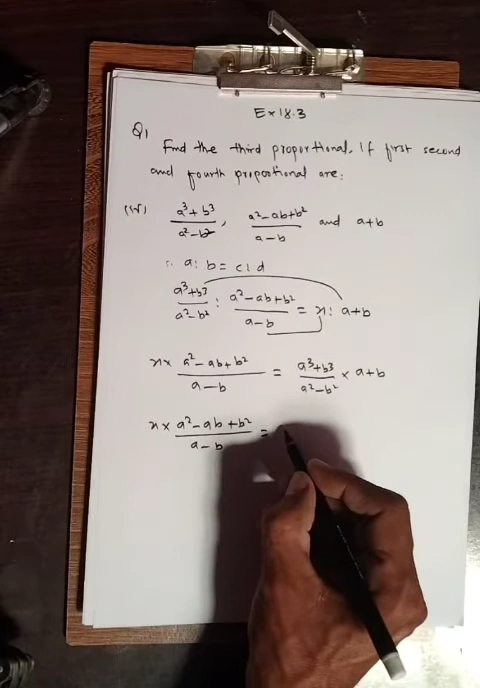 Ex 18.3
Q1
Find the third proportional, if first second
and fourth propotional are:
(iv) a³+b³/a²-b², a²-ab+b²/a-b and a+b
∴ a:b = c:d
a³+b³/a²-b² : a²-ab+b²/a-b = x : a+b
x × a²-ab+b²/a-b = a³+b³/a²-b² × a+b
x × a²-ab+b²/a-b =